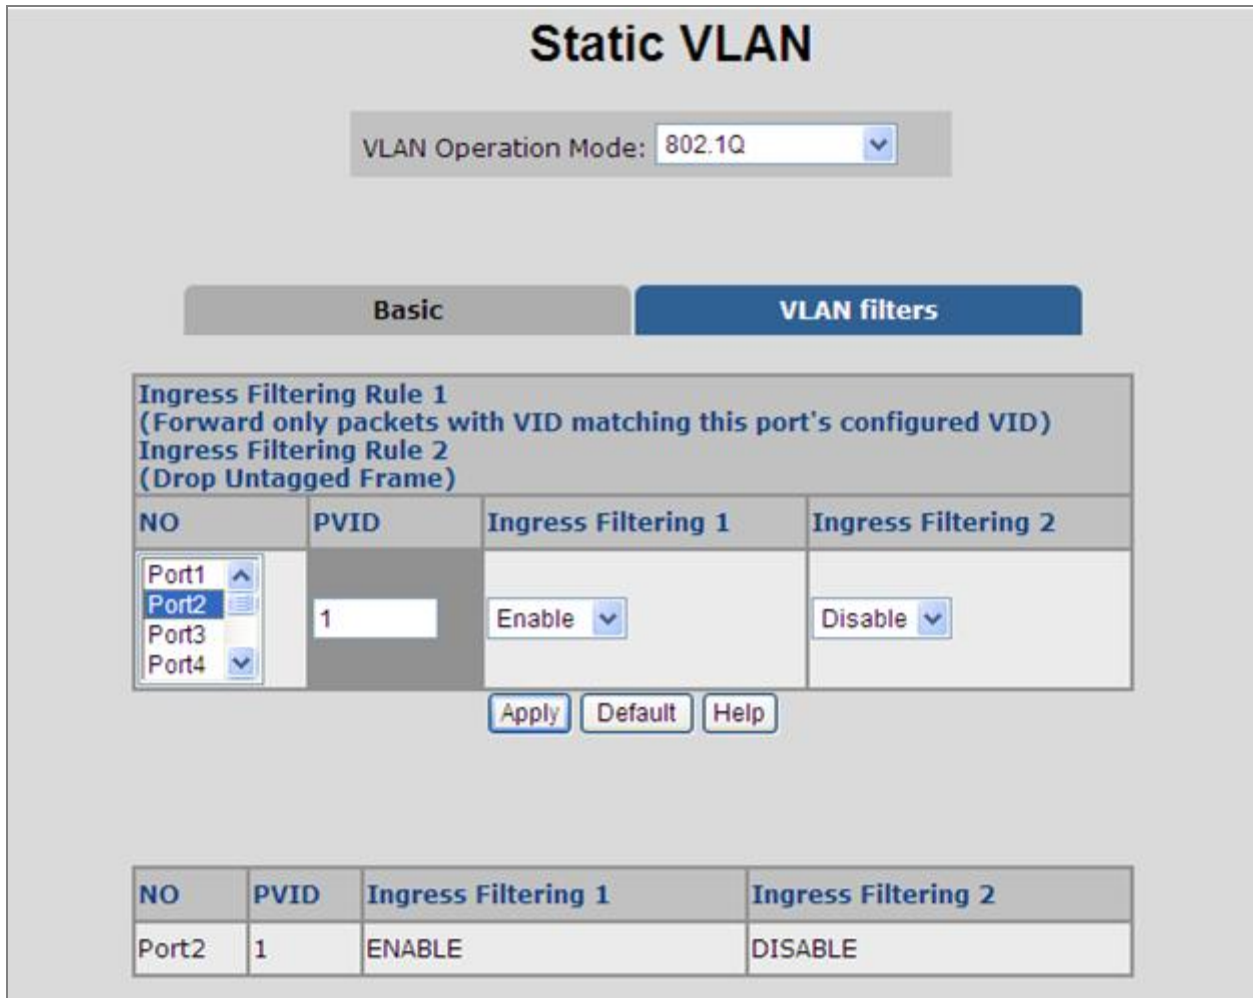 Static VLAN
VLAN Operation Mode: 802.1Q
Basic VLAN filters
Ingress Filtering Rule 1
(Forward only packets with VID matching this port's configured VID)
Ingress Filtering Rule 2
(Drop Untagged Frame)
NO PVID Ingress Filtering 1 Ingress Filtering 2
Port1
Port2
Port3
Port4
1 Enable Disable
Apply Default Help
NO PVID Ingress Filtering 1 Ingress Filtering 2
Port2 1 ENABLE DISABLE